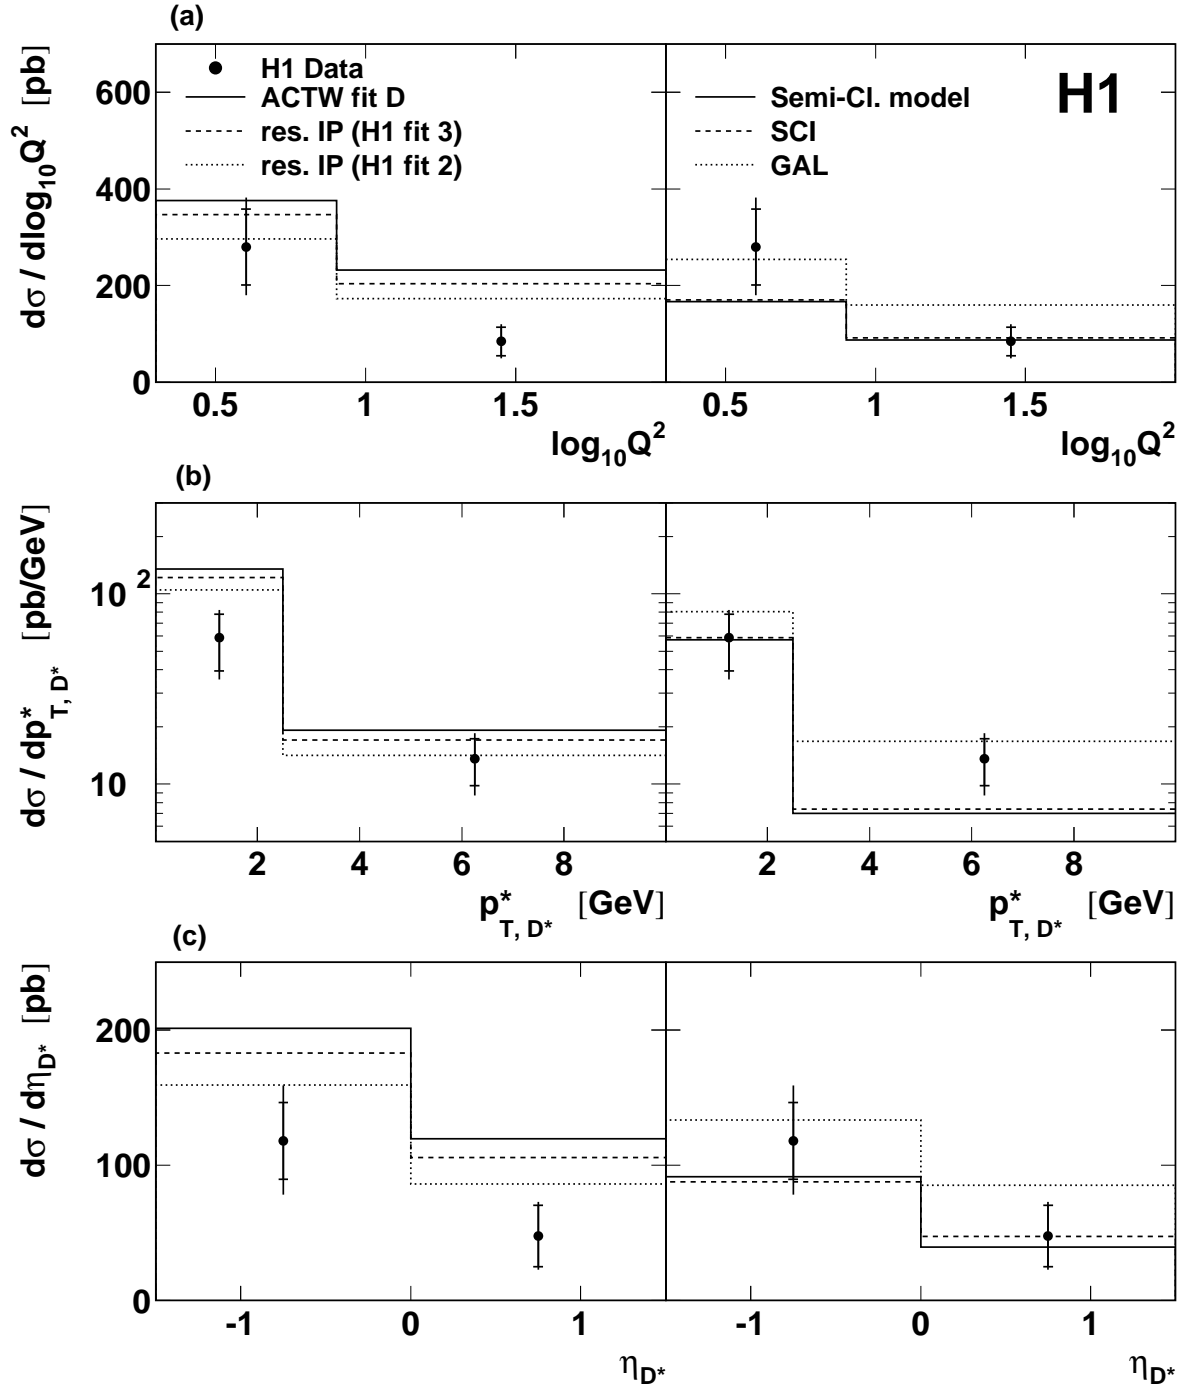 (a)
dσ / dlog₁₀Q² [pb]
600
400
200
0
H1 Data
ACTW fit D
res. IP (H1 fit 3)
res. IP (H1 fit 2)
H1
Semi-Cl. model
SCI
GAL
0.5 1 1.5
log₁₀Q²
0.5 1 1.5
log₁₀Q²
(b)
dσ / dp*T, D* [pb/GeV]
10²
10
2 4 6 8
p*T, D* [GeV]
2 4 6 8
p*T, D* [GeV]
(c)
dσ / dηD* [pb]
200
100
0
-1 0 1
ηD*
-1 0 1
ηD*